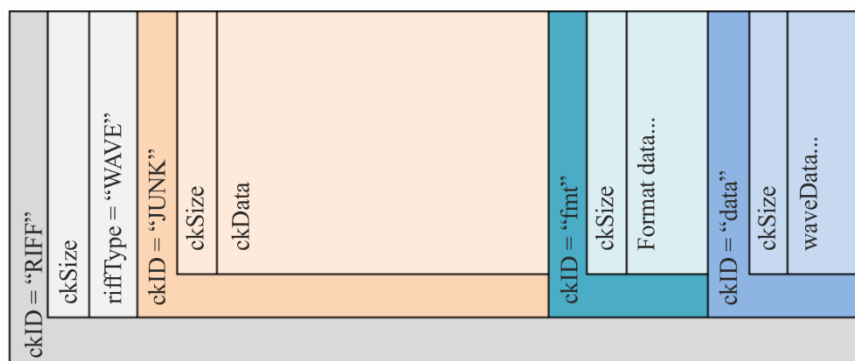 ckID = “RIFF”
ckSize
riffType = “WAVE”
ckID = “JUNK”
ckSize
ckData
ckID = “fmt”
ckSize
Format data...
ckID = “data”
ckSize
waveData...